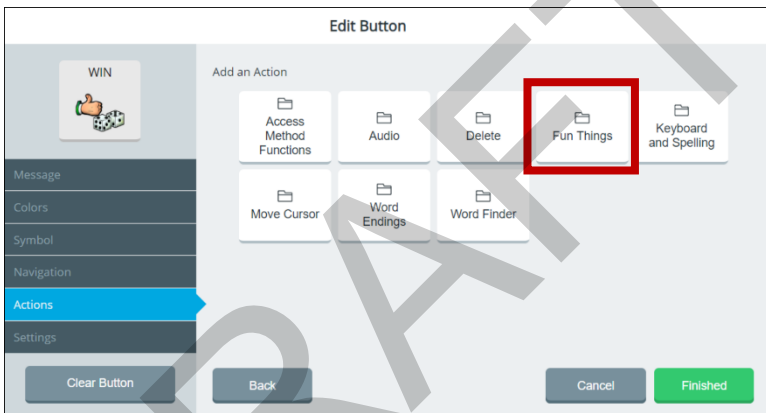 Edit Button
WIN
Message
Colors
Symbol
Navigation
Actions
Settings
Clear Button
Add an Action
Access
Method
Functions
Audio
Delete
Fun Things
Keyboard
and Spelling
Move Cursor
Word
Endings
Word Finder
Back
Cancel
Finished
DRAFT